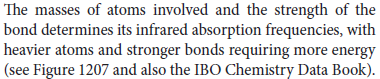 The masses of atoms involved and the strength of the
bond determines its infrared absorption frequencies, with
heavier atoms and stronger bonds requiring more energy
(see Figure 1207 and also the IBO Chemistry Data Book).